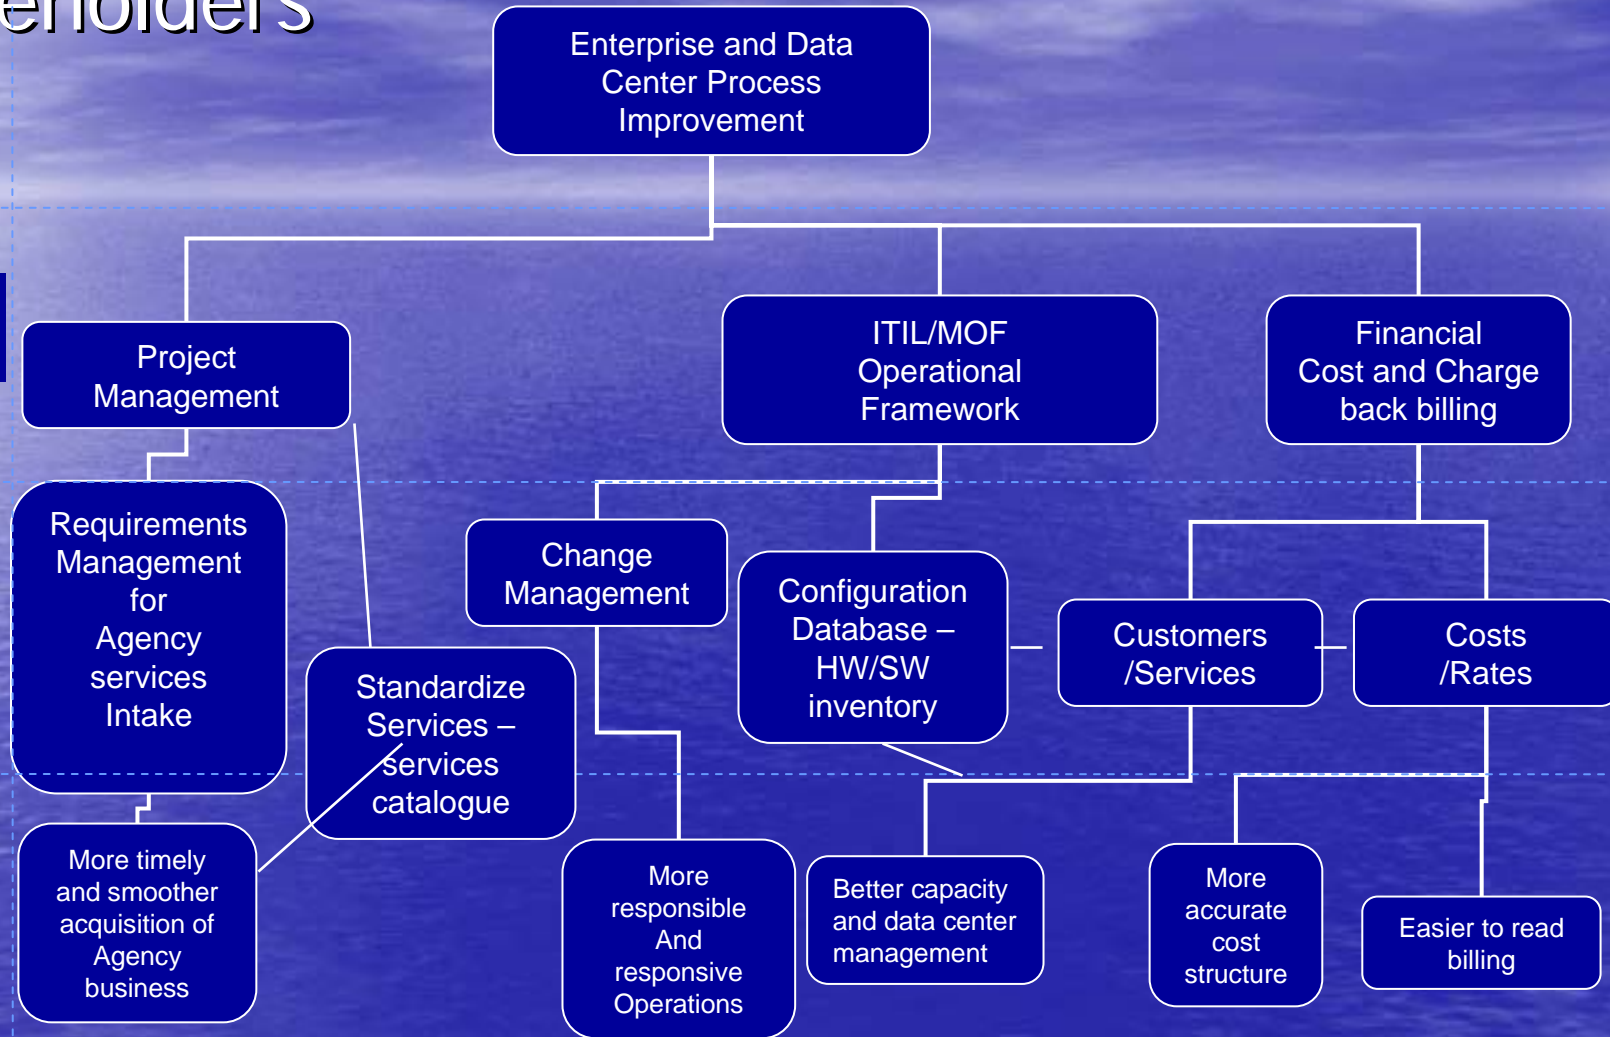 eholders
Enterprise and Data
Center Process
Improvement
Project
Management
ITIL/MOF
Operational
Framework
Financial
Cost and Charge
back billing
Requirements
Management
for
Agency
services
Intake
Standardize
Services –
services
catalogue
Change
Management
Configuration
Database –
HW/SW
inventory
Customers
/Services
Costs
/Rates
More timely
and smoother
acquisition of
Agency
business
More
responsible
And
responsive
Operations
Better capacity
and data center
management
More
accurate
cost
structure
Easier to read
billing